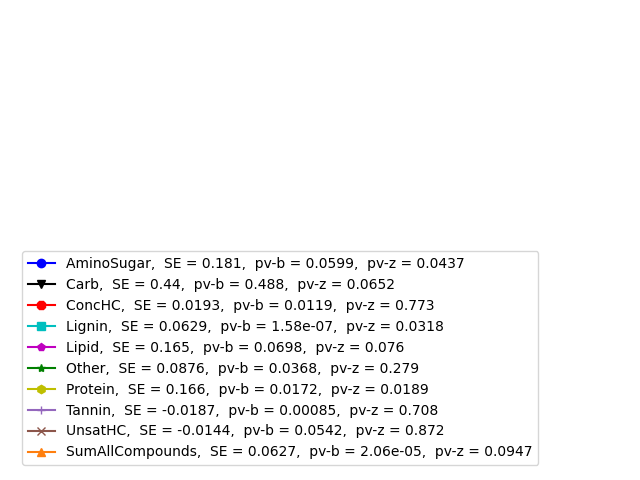 AminoSugar,  SE = 0.181,  pv-b = 0.0599,  pv-z = 0.0437
Carb,  SE = 0.44,  pv-b = 0.488,  pv-z = 0.0652
ConcHC,  SE = 0.0193,  pv-b = 0.0119,  pv-z = 0.773
Lignin,  SE = 0.0629,  pv-b = 1.58e-07,  pv-z = 0.0318
Lipid,  SE = 0.165,  pv-b = 0.0698,  pv-z = 0.076
Other,  SE = 0.0876,  pv-b = 0.0368,  pv-z = 0.279
Protein,  SE = 0.166,  pv-b = 0.0172,  pv-z = 0.0189
Tannin,  SE = -0.0187,  pv-b = 0.00085,  pv-z = 0.708
UnsatHC,  SE = -0.0144,  pv-b = 0.0542,  pv-z = 0.872
SumAllCompounds,  SE = 0.0627,  pv-b = 2.06e-05,  pv-z = 0.0947